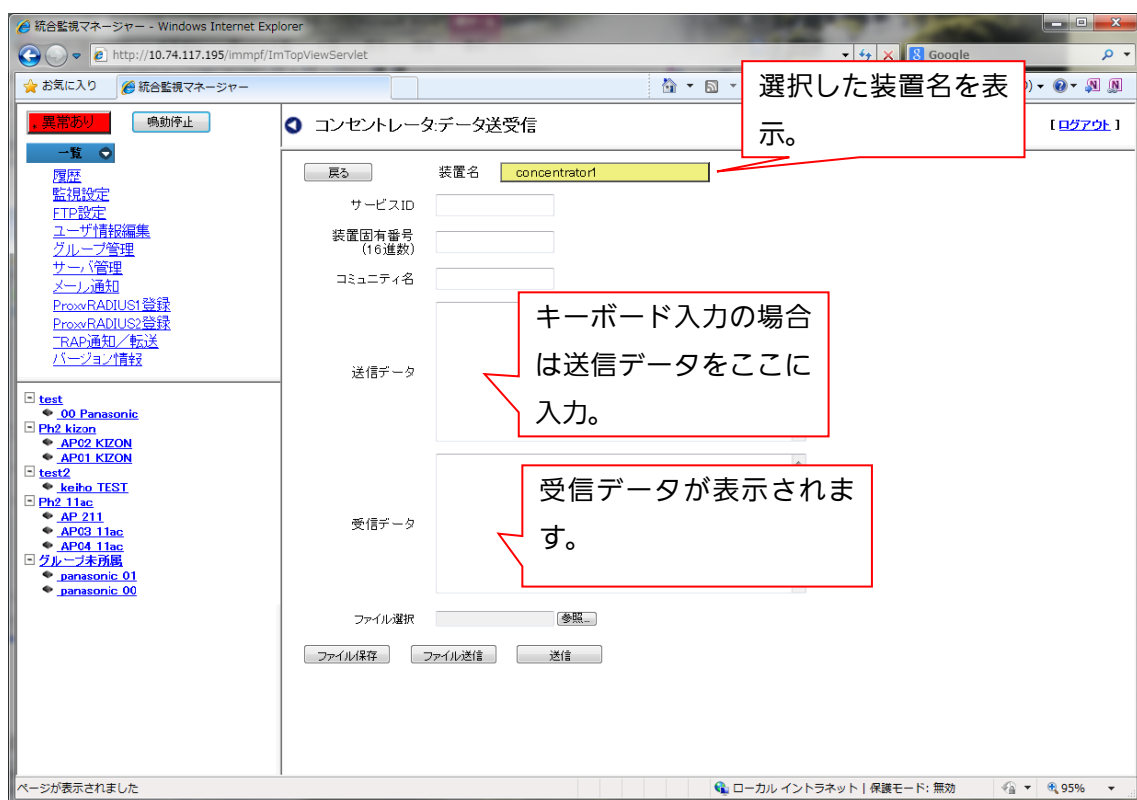 統合監視マネージャー - Windows Internet Explorer
http://10.74.117.195/immpf/ImTopViewServlet
Google
お気に入り
統合監視マネージャー
選択した装置名を表
示。
異常あり
鳴動停止
コンセントレータ:データ送受信
[ログアウト]
一覧
履歴
監視設定
FTP設定
ユーザ情報編集
グループ管理
サーバ管理
メール通知
ProxyRADIUS1登録
ProxyRADIUS2登録
TRAP通知/転送
バージョン情報
test
00 Panasonic
Ph2 kizon
AP02 KIZON
AP01 KIZON
test2
keiho TEST
Ph2 11ac
AP 211
AP03 11ac
AP04 11ac
グループ未所属
panasonic 01
panasonic 00
戻る
装置名
concentrator1
サービスID
装置固有番号
(16進数)
コミュニティ名
送信データ
キーボード入力の場合
は送信データをここに
入力。
受信データ
受信データが表示されま
す。
ファイル選択
参照...
ファイル保存
ファイル送信
送信
ページが表示されました
ローカル イントラネット | 保護モード: 無効
95%